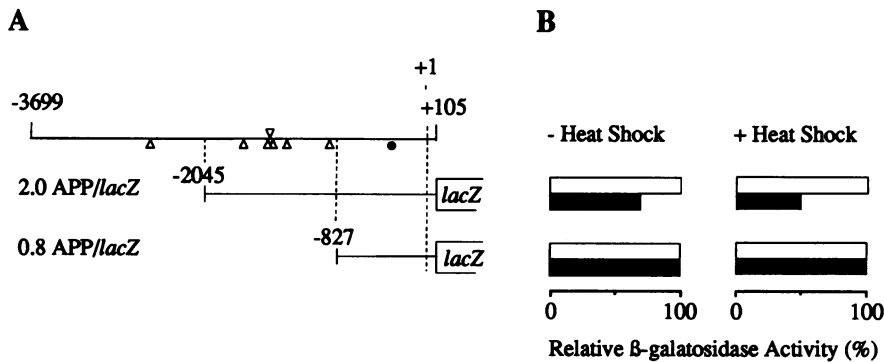 A
B
+1
-3699
+105
- Heat Shock
+ Heat Shock
-2045
2.0 APP/lacZ
lacZ
-827
0.8 APP/lacZ
lacZ
0 100
0 100
Relative ß-galatosidase Activity (%)